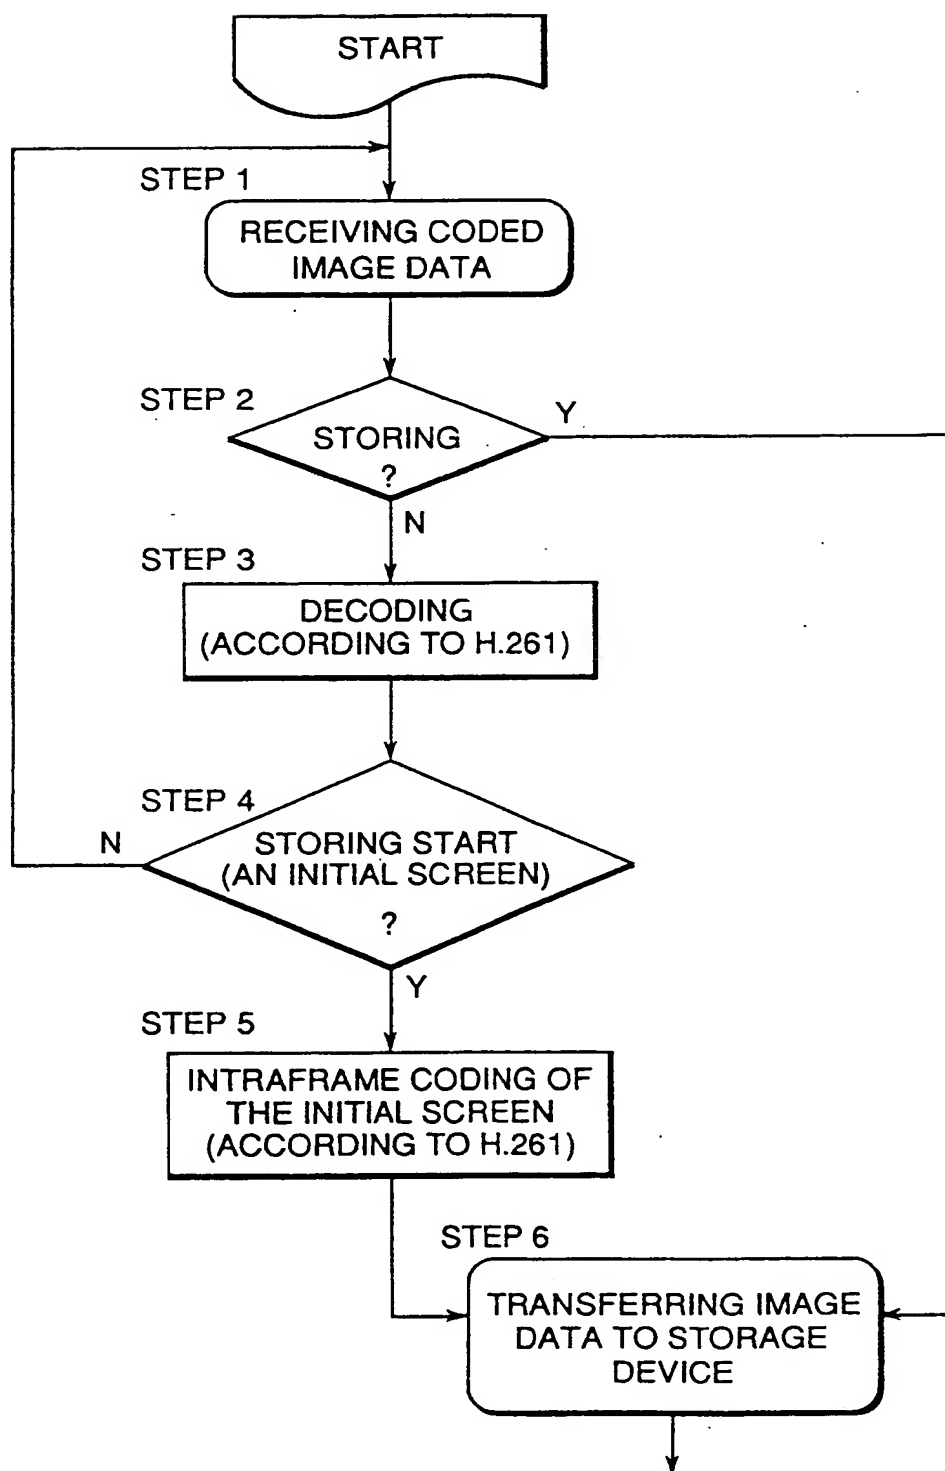 START
STEP 1
RECEIVING CODED
IMAGE DATA
STEP 2
Y
STORING
?
N
STEP 3
DECODING
(ACCORDING TO H.261)
STEP 4
N
STORING START
(AN INITIAL SCREEN)
?
Y
STEP 5
INTRAFRAME CODING OF
THE INITIAL SCREEN
(ACCORDING TO H.261)
STEP 6
TRANSFERRING IMAGE
DATA TO STORAGE
DEVICE